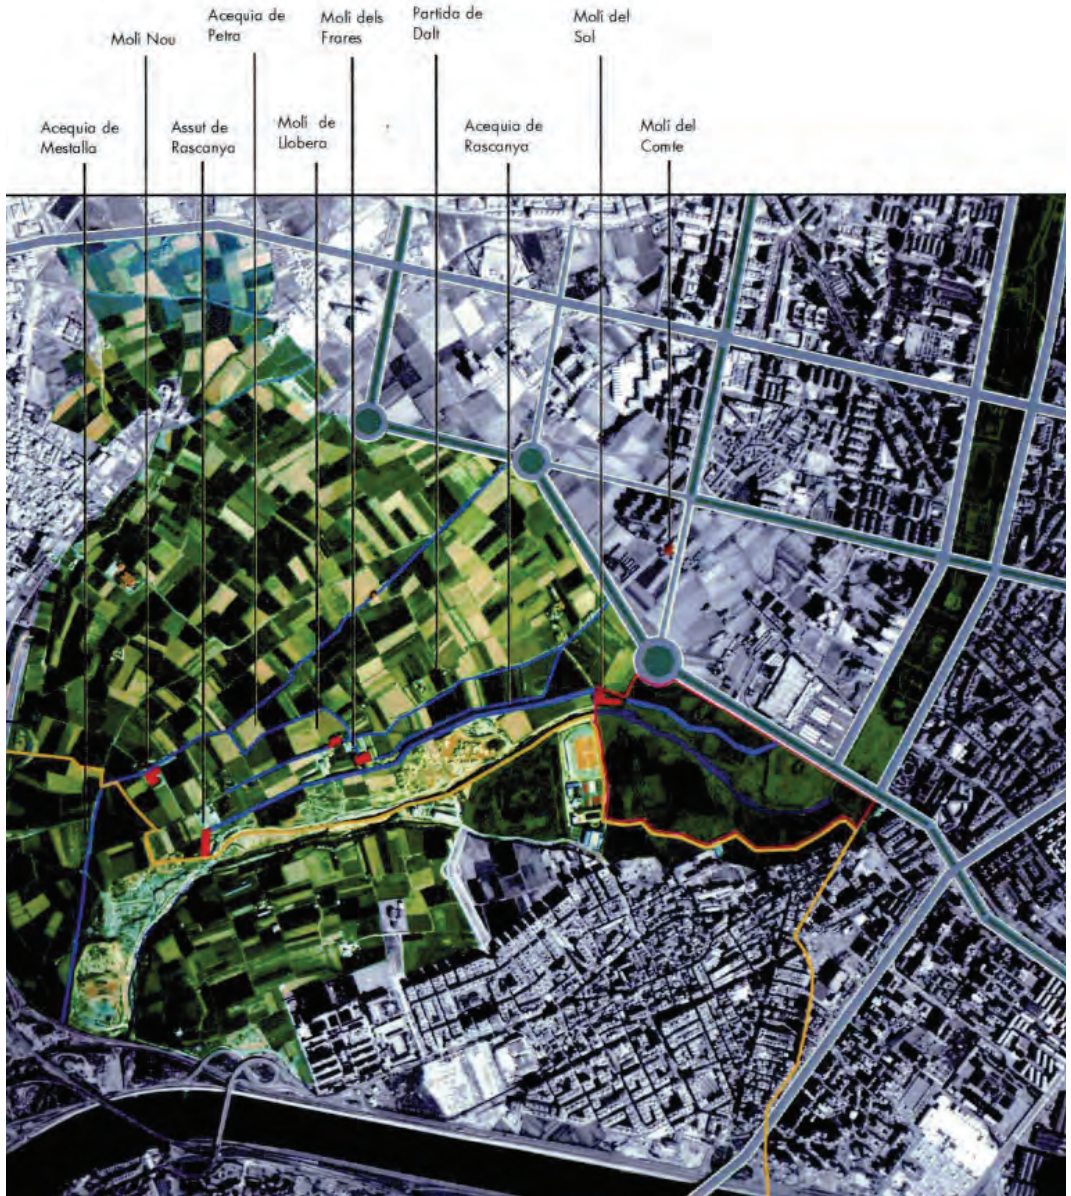 Molí Nou
Acequia de
Petra
Molí dels
Frares
Partida de
Dalt
Molí del
Sol
Acequia de
Mestalla
Assut de
Rascanya
Molí de
Llobera
Acequia de
Rascanya
Molí del
Comte